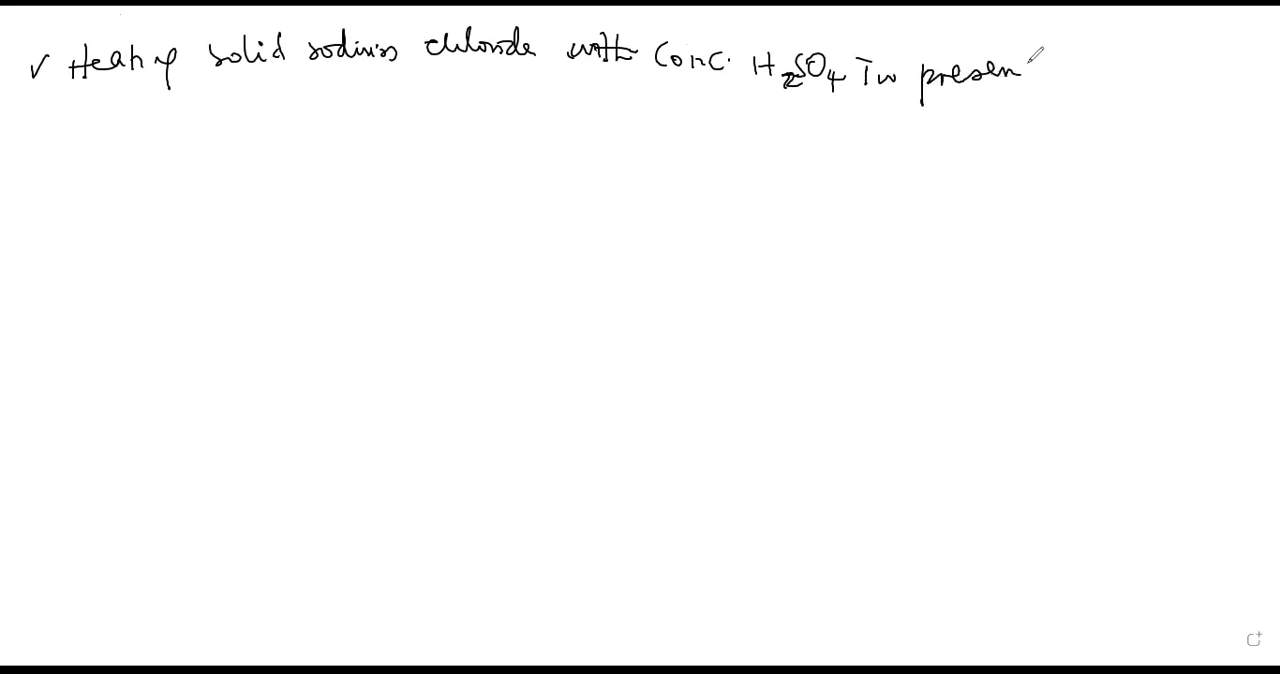 ✓ Heating solid sodium chloride with Conc. H₂SO₄ In presen